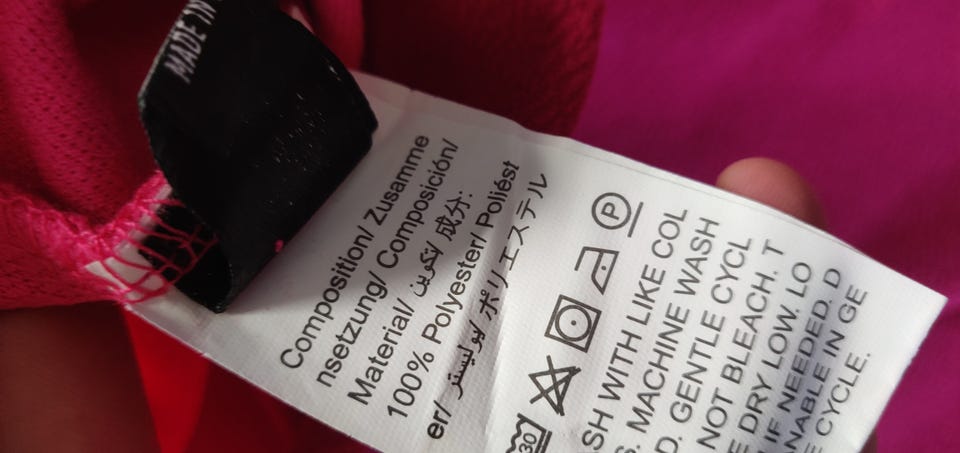 MADE IN
Composition/ Zusamme
nsetzung/ Composición/
Material/ تكوين/ 成分:
100% Polyester/ Poliést
er/ بوليستر/ ポリエステル
30
P
WITH LIKE COL
MACHINE WASH
GENTLE CYCL
NOT BLEACH. T
DRY LOW. LO
IF NEEDED. D
IN GE
CYCLE.